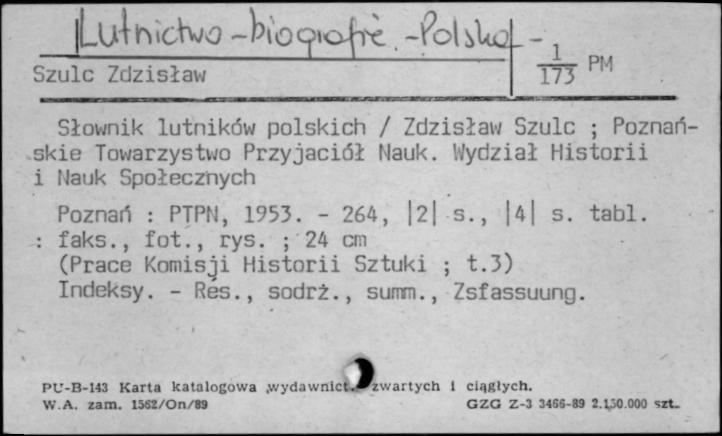 Lutnictwo - biografie - Polska -
Szulc Zdzisław
1
173 PM
Słownik lutników polskich / Zdzisław Szulc ; Poznań-
skie Towarzystwo Przyjaciół Nauk. Wydział Historii
i Nauk Społecznych
Poznań : PTPN, 1953. - 264, |2| s., |4| s. tabl.
: faks., fot., rys. ; 24 cm
(Prace Komisji Historii Sztuki ; t.3)
Indeksy. - Rés., sodrż., summ., Zsfassuung.
PU-B-143 Karta katalogowa wydawnict. zwartych i ciągłych.
W.A. zam. 1562/On/89 GZG Z-3 3466-89 2.150.000 szt.